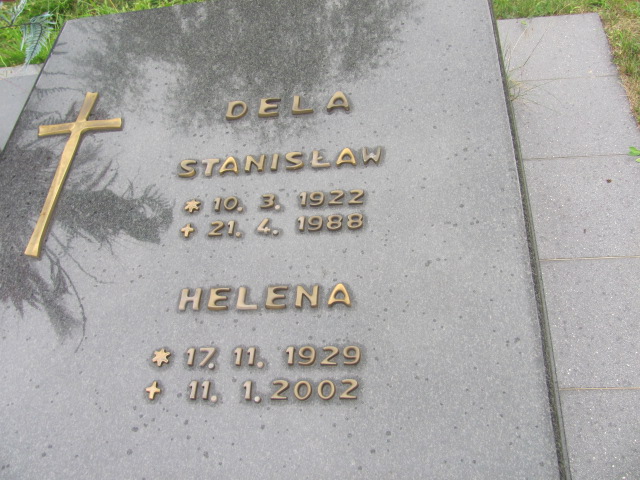 DELA
STANISŁAW
* 10. 3. 1922
+ 21. 4. 1988
HELENA
* 17. 11. 1929
+ 11. 1. 2002